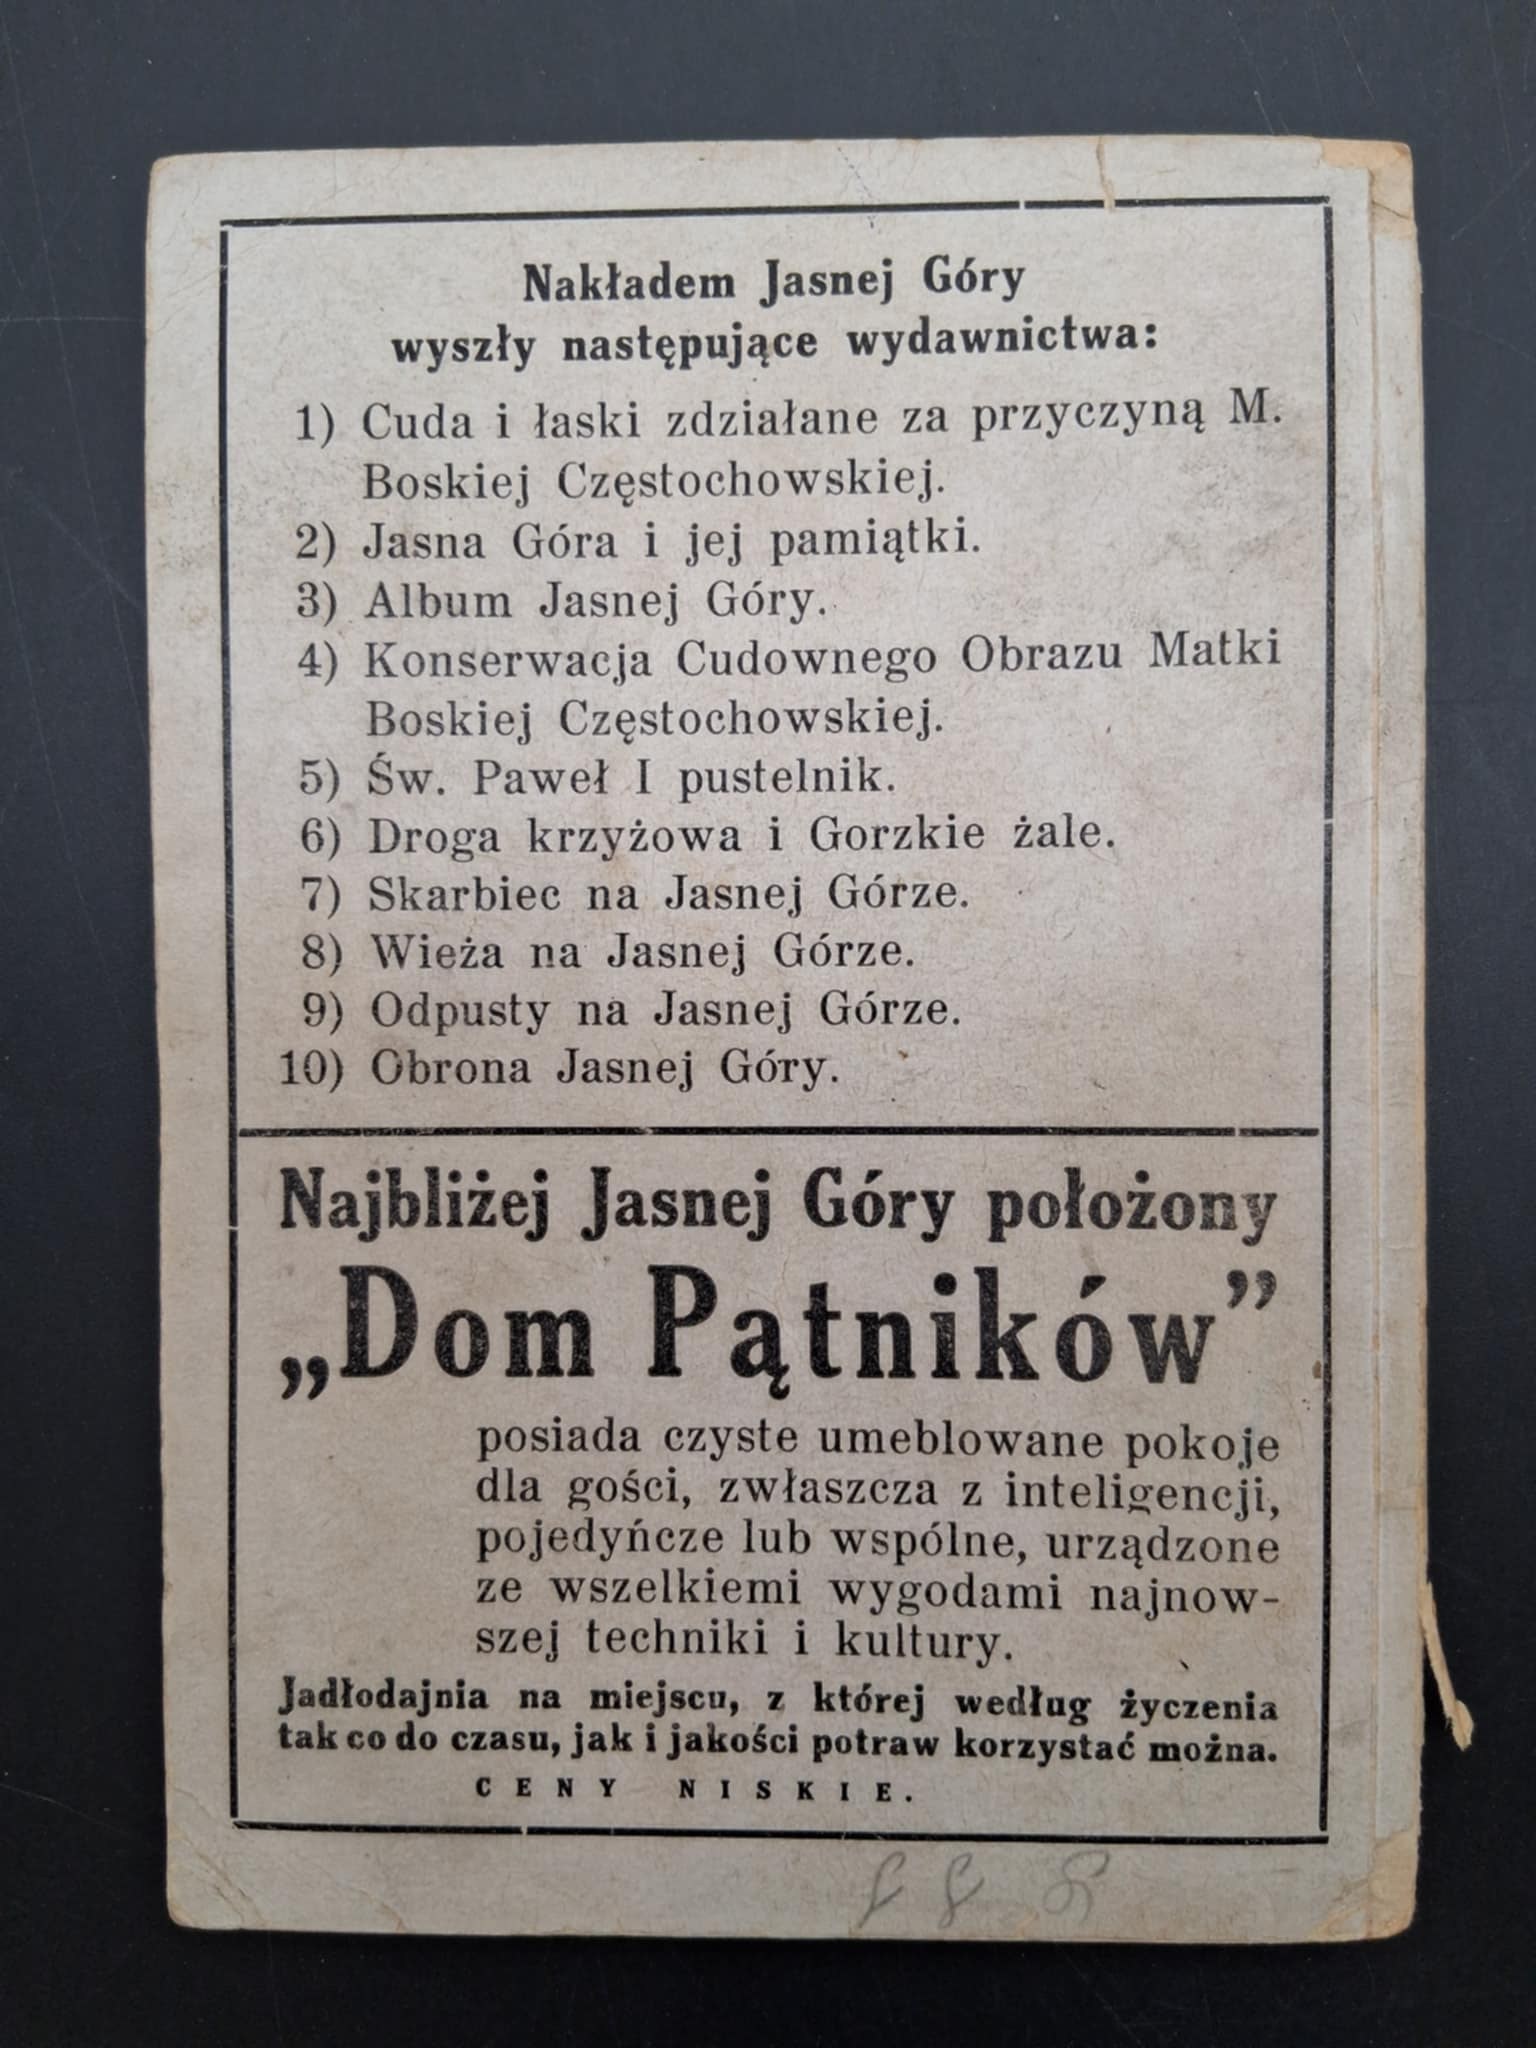 Nakładem Jasnej Góry
wyszły następujące wydawnictwa:
1) Cuda i łaski zdziałane za przyczyną M.
Boskiej Częstochowskiej.
2) Jasna Góra i jej pamiątki.
3) Album Jasnej Góry.
4) Konserwacja Cudownego Obrazu Matki
Boskiej Częstochowskiej.
5) Św. Paweł I pustelnik.
6) Droga krzyżowa i Gorzkie żale.
7) Skarbiec na Jasnej Górze.
8) Wieża na Jasnej Górze.
9) Odpusty na Jasnej Górze.
10) Obrona Jasnej Góry.
Najbliżej Jasnej Góry położony
„Dom Pątników”
posiada czyste umeblowane pokoje
dla gości, zwłaszcza z inteligencji,
pojedyńcze lub wspólne, urządzone
ze wszelkiemi wygodami najnow-
szej techniki i kultury.
Jadłodajnia na miejscu, z której według życzenia
tak co do czasu, jak i jakości potraw korzystać można.
CENY NISKIE.